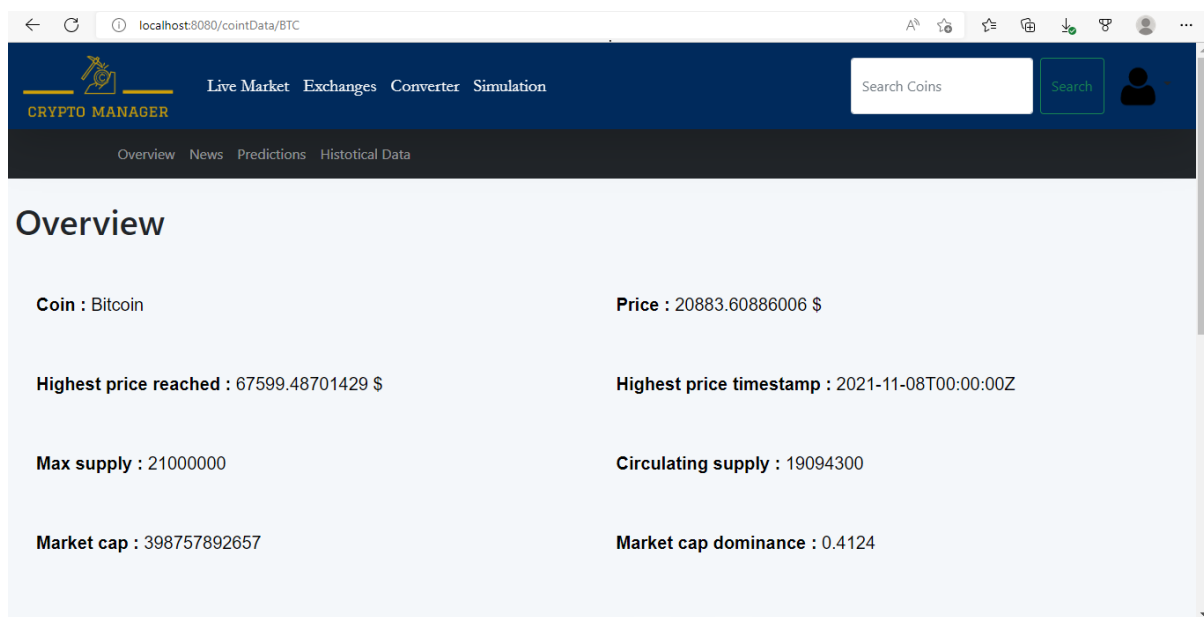 localhost:8080/cointData/BTC
CRYPTO MANAGER
Live Market Exchanges Converter Simulation
Search Coins
Search
Overview News Predictions Histotical Data
Overview
Coin : Bitcoin
Price : 20883.60886006 $
Highest price reached : 67599.48701429 $
Highest price timestamp : 2021-11-08T00:00:00Z
Max supply : 21000000
Circulating supply : 19094300
Market cap : 398757892657
Market cap dominance : 0.4124